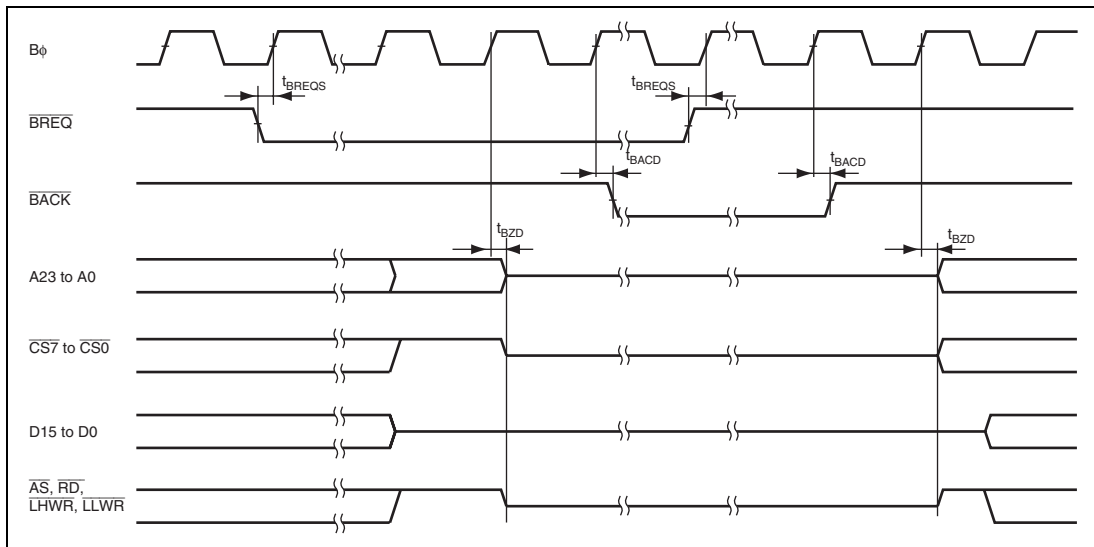 Bφ
tBREQS
tBREQS
BREQ
tBACD
tBACD
BACK
tBZD
tBZD
A23 to A0
CS7 to CS0
D15 to D0
AS, RD,
LHWR, LLWR